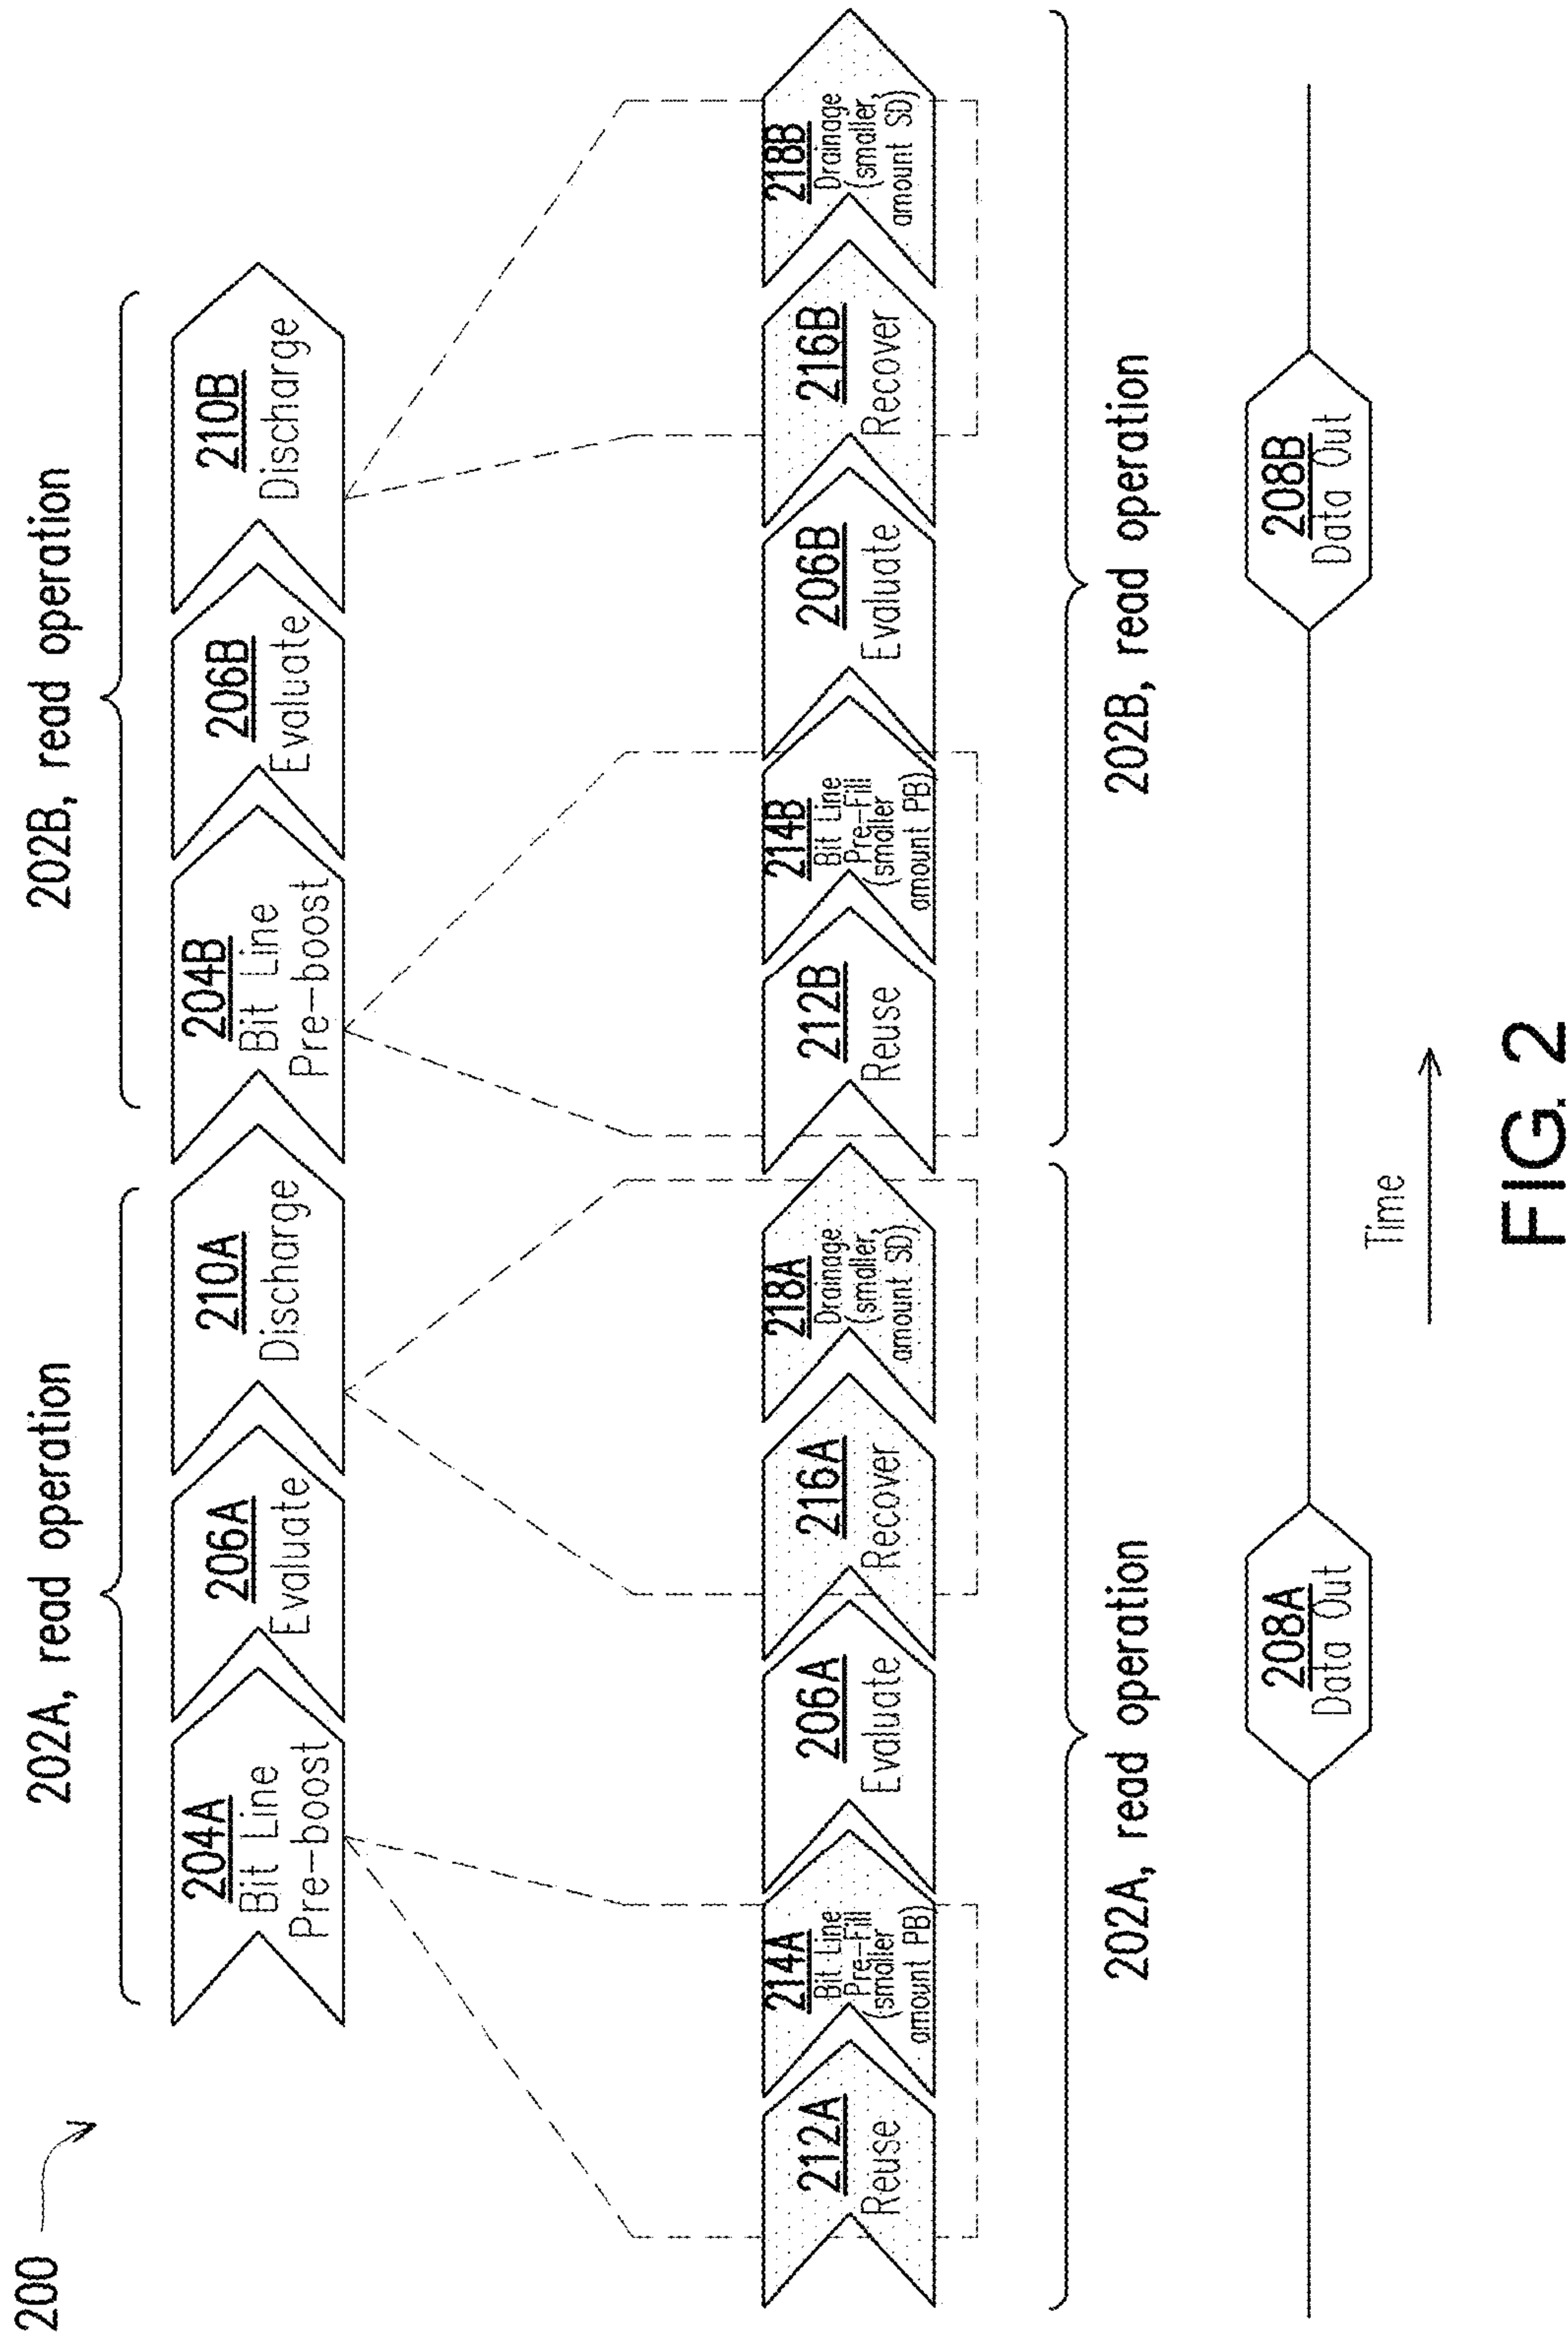 200
202A, read operation
202B, read operation
204A
Bit Line
Pre-boost
206A
Evaluate
210A
Discharge
204B
Bit Line
Pre-boost
206B
Evaluate
210B
Discharge
212A
Reuse
214A
Bit Line
Pre-Fill
(smaller
amount PB)
206A
Evaluate
216A
Recover
218A
Drainage
(smaller,
amount SD)
212B
Reuse
214B
Bit Line
Pre-Fill
(smaller
amount PB)
206B
Evaluate
216B
Recover
218B
Drainage
(smaller,
amount SD)
202A, read operation
202B, read operation
208A
Data Out
208B
Data Out
Time
FIG. 2